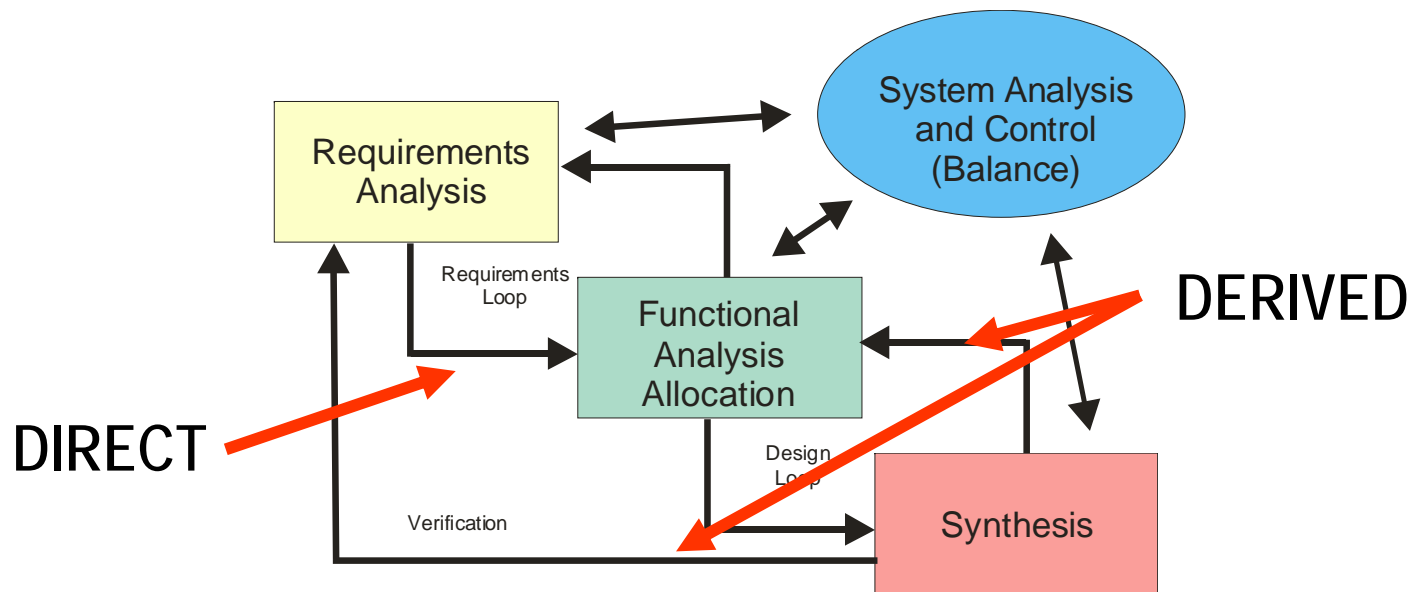 System Analysis
and Control
(Balance)
Requirements
Analysis
Requirements
Loop
Functional
Analysis
Allocation
DERIVED
DIRECT
Design
Loop
Verification
Synthesis